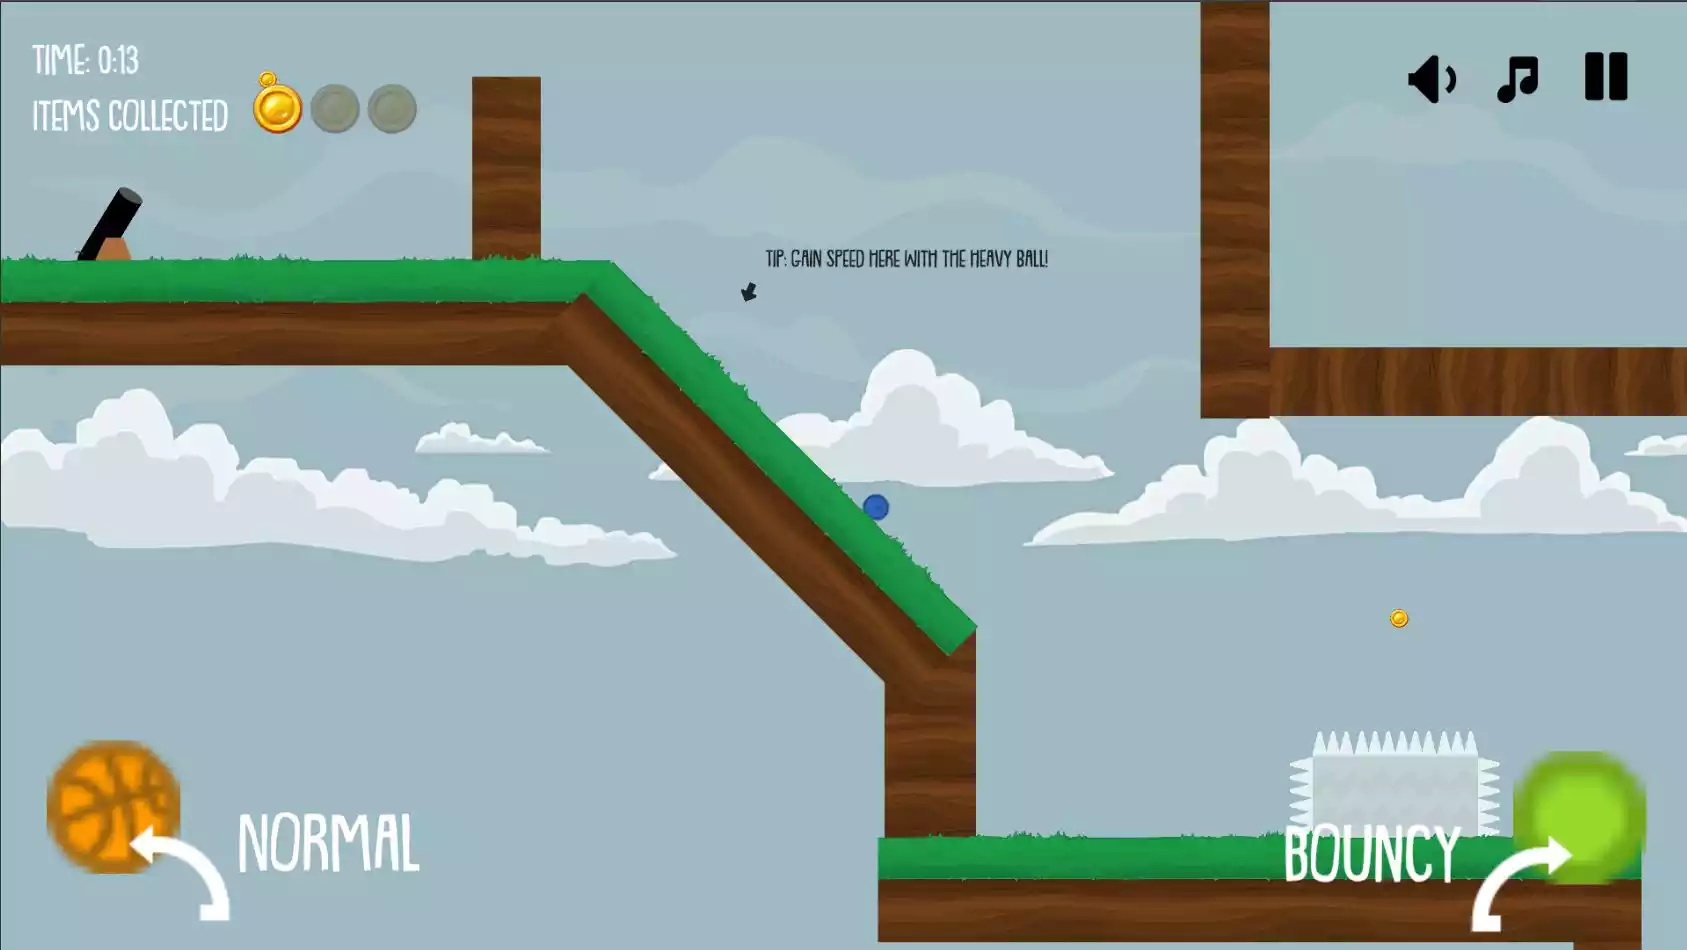 TIME: 0:13
ITEMS COLLECTED
TIP: GAIN SPEED HERE WITH THE HEAVY BALL!
NORMAL
BOUNCY